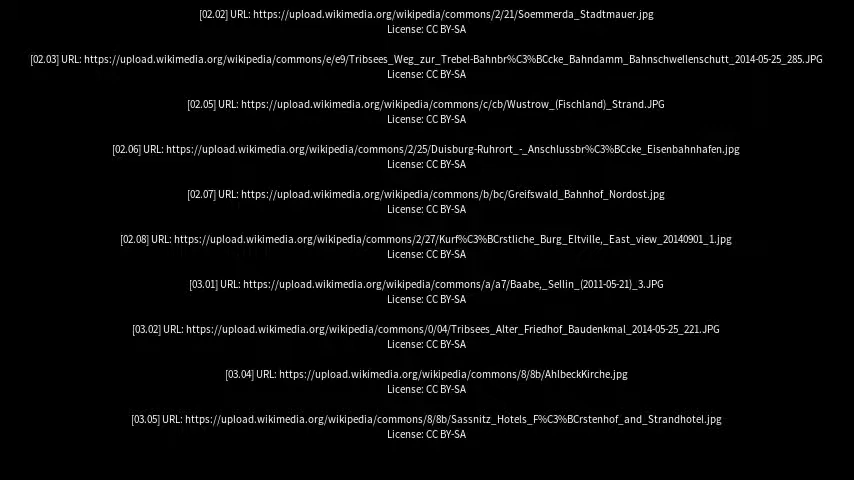 [02.02] URL: https://upload.wikimedia.org/wikipedia/commons/2/21/Soemmerda_Stadtmauer.jpg
License: CC BY-SA
[02.03] URL: https://upload.wikimedia.org/wikipedia/commons/e/e9/Tribsees_Weg_zur_Trebel-Bahnbr%C3%BCcke_Bahndamm_Bahnschwellenschutt_2014-05-25_285.JPG
License: CC BY-SA
[02.05] URL: https://upload.wikimedia.org/wikipedia/commons/c/cb/Wustrow_(Fischland)_Strand.JPG
License: CC BY-SA
[02.06] URL: https://upload.wikimedia.org/wikipedia/commons/2/25/Duisburg-Ruhrort_-_Anschlussbr%C3%BCcke_Eisenbahnhafen.jpg
License: CC BY-SA
[02.07] URL: https://upload.wikimedia.org/wikipedia/commons/b/bc/Greifswald_Bahnhof_Nordost.jpg
License: CC BY-SA
[02.08] URL: https://upload.wikimedia.org/wikipedia/commons/2/27/Kurf%C3%BCrstliche_Burg_Eltville,_East_view_20140901_1.jpg
License: CC BY-SA
[03.01] URL: https://upload.wikimedia.org/wikipedia/commons/a/a7/Baabe,_Sellin_(2011-05-21)_3.JPG
License: CC BY-SA
[03.02] URL: https://upload.wikimedia.org/wikipedia/commons/0/04/Tribsees_Alter_Friedhof_Baudenkmal_2014-05-25_221.JPG
License: CC BY-SA
[03.04] URL: https://upload.wikimedia.org/wikipedia/commons/8/8b/AhlbeckKirche.jpg
License: CC BY-SA
[03.05] URL: https://upload.wikimedia.org/wikipedia/commons/8/8b/Sassnitz_Hotels_F%C3%BCrstenhof_and_Strandhotel.jpg
License: CC BY-SA